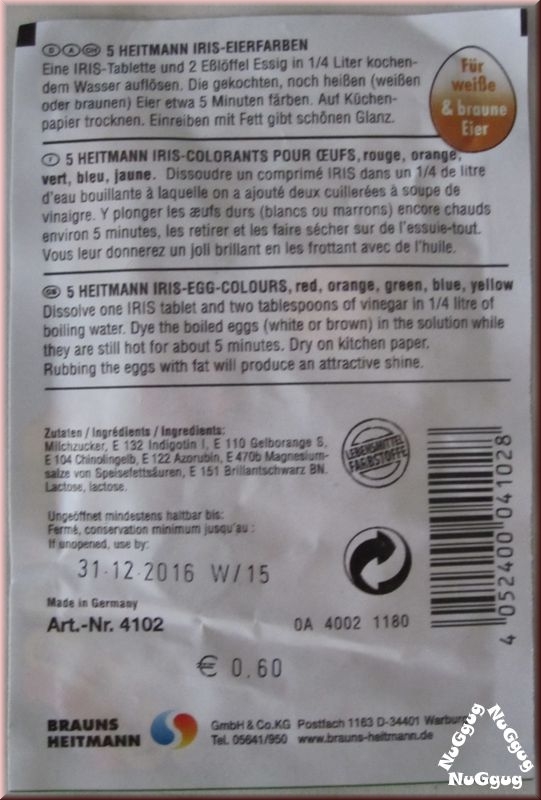 D A CH 5 HEITMANN IRIS-EIERFARBEN
Eine IRIS-Tablette und 2 Eßlöffel Essig in 1/4 Liter kochen-
dem Wasser auflösen. Die gekochten, noch heißen (weißen
oder braunen) Eier etwa 5 Minuten färben. Auf Küchen-
papier trocknen. Einreiben mit Fett gibt schönen Glanz.
Für
weiße
& braune
Eier
F 5 HEITMANN IRIS-COLORANTS POUR ŒUFS, rouge, orange,
vert, bleu, jaune. Dissoudre un comprimé IRIS dans un 1/4 de litre
d'eau bouillante à laquelle on a ajouté deux cuillerées à soupe de
vinaigre. Y plonger les œufs durs (blancs ou marrons) encore chauds
environ 5 minutes, les retirer et les faire sécher sur de l'essuie-tout.
Vous leur donnerez un joli brillant en les frottant avec de l'huile.
GB 5 HEITMANN IRIS-EGG-COLOURS, red, orange, green, blue, yellow
Dissolve one IRIS tablet and two tablespoons of vinegar in 1/4 litre of
boiling water. Dye the boiled eggs (white or brown) in the solution while
they are still hot for about 5 minutes. Dry on kitchen paper.
Rubbing the eggs with fat will produce an attractive shine.
Zutaten / Ingrédients / Ingredients:
Milchzucker, E 132 Indigotin I, E 110 Gelborange S,
E 104 Chinolingelb, E 122 Azorubin, E 470b Magnesium-
salze von Speisefettsäuren, E 151 Brillantschwarz BN.
Lactose, lactose.
LEBENSMITTEL
FARBSTOFFE
Ungeöffnet mindestens haltbar bis:
Fermé, conservation minimum jusqu'au :
If unopened, use by:
31-12-2016 W/15
Made in Germany
Art.-Nr. 4102
0A 4002 1180
4 052400 041028
€ 0,60
BRAUNS
HEITMANN
GmbH & Co.KG Postfach 1163 D-34401 Warburg
Tel. 05641/950 www.brauns-heitmann.de
NuGgug
NuGgug
NuGgug